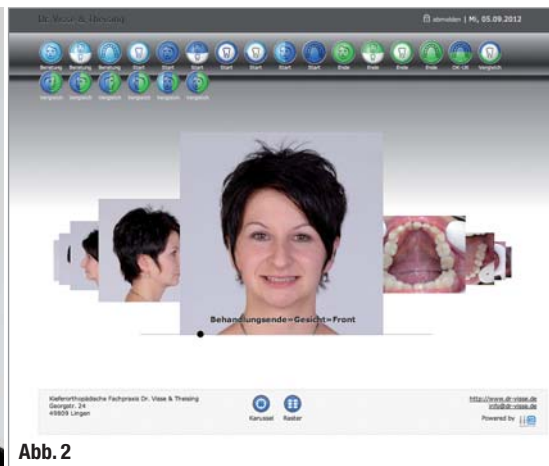 Dr. Visse & Theising
abmelden | Mi, 05.09.2012
Beratung Beratung Beratung Start Start Start Start Start Start Start Ende Ende Ende Ende OK-UK Vergleich
Vergleich Vergleich Vergleich Vergleich Vergleich Vergleich
Behandlungsende»Gesicht»Front
Kieferorthopädische Fachpraxis Dr. Visse & Theising
Georgstr. 24
49809 Lingen
Karussel Raster
http://www.dr-visse.de
info@dr-visse.de
Powered by
Abb. 2